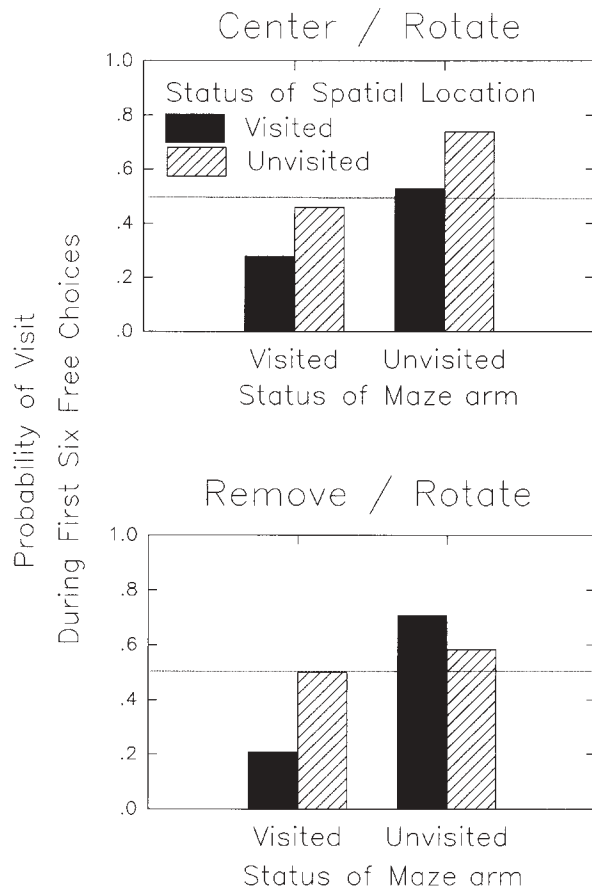 Center / Rotate
Status of Spatial Location
Visited
Unvisited
1.0
.8
.6
.4
.2
.0
Visited Unvisited
Status of Maze arm
Probability of Visit
During First Six Free Choices
Remove / Rotate
1.0
.8
.6
.4
.2
.0
Visited Unvisited
Status of Maze arm